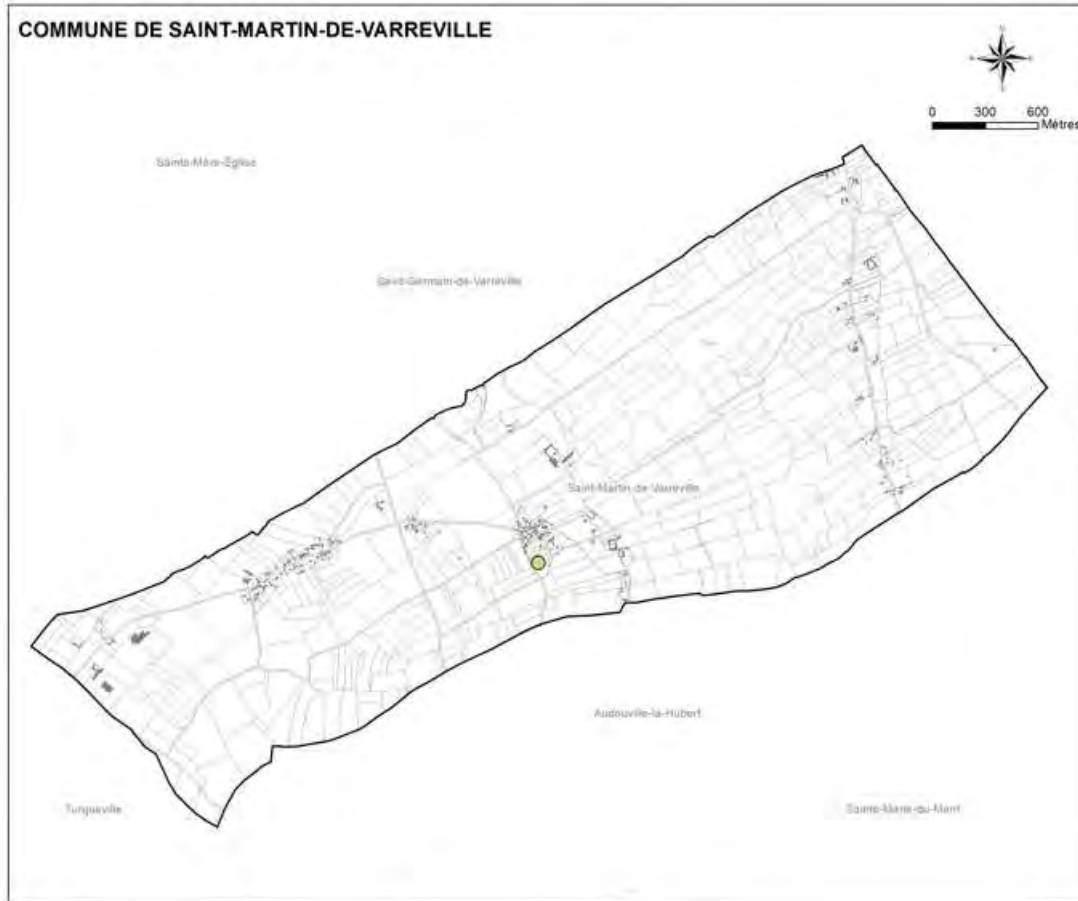 COMMUNE DE SAINT-MARTIN-DE-VARREVILLE
0 300 600
Mètres
Sainte-Mère-Église
Saint-Germain-de-Varreville
Saint-Martin-de-Varreville
Audouville-la-Hubert
Turqueville
Sainte-Marie-du-Mont